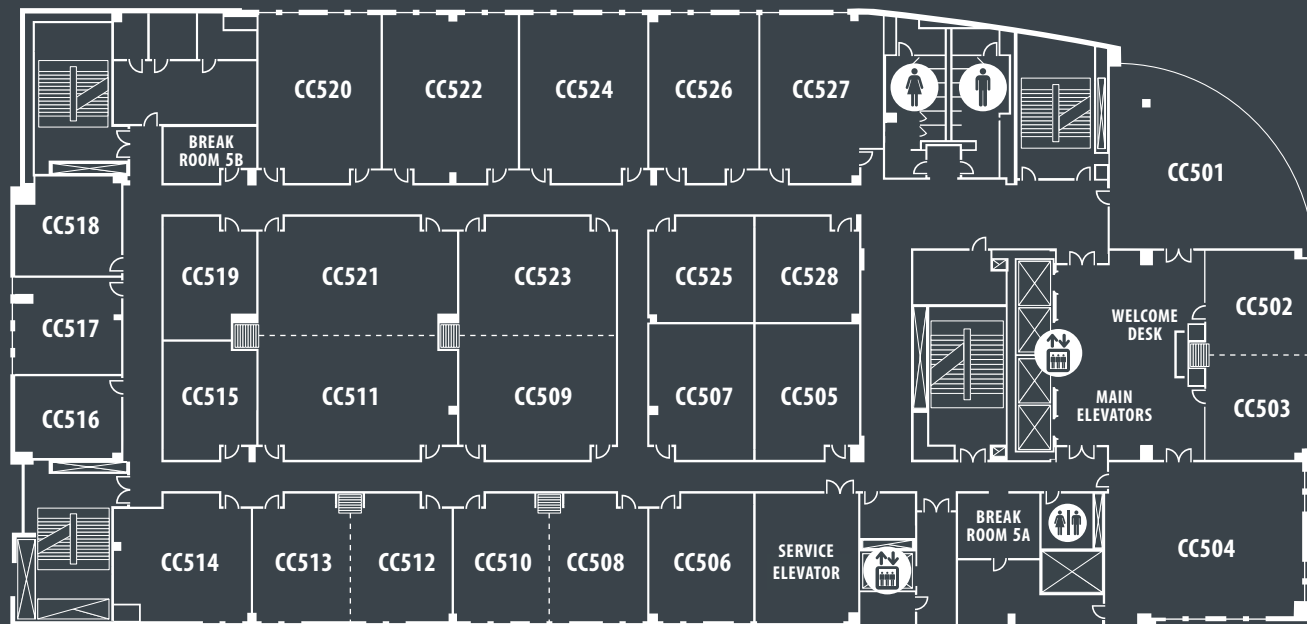 CC520
CC522
CC524
CC526
CC527
BREAK
ROOM 5B
CC501
CC518
CC519
CC521
CC523
CC525
CC528
CC517
WELCOME
DESK
CC502
CC516
CC515
CC511
CC509
CC507
CC505
MAIN
ELEVATORS
CC503
CC514
CC513
CC512
CC510
CC508
CC506
SERVICE
ELEVATOR
BREAK
ROOM 5A
CC504